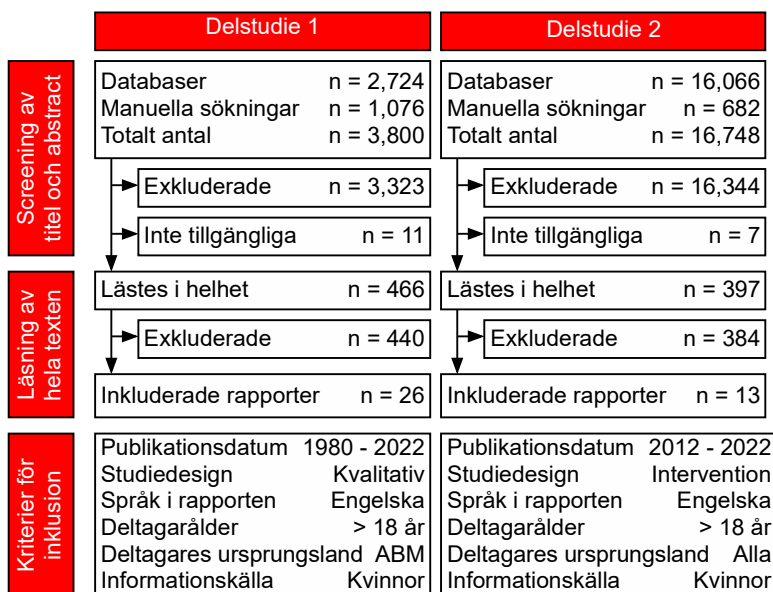 Delstudie 1
Delstudie 2
Screening av
titel och abstract
Databaser n = 2,724
Manuella sökningar n = 1,076
Totalt antal n = 3,800
Exkluderade n = 3,323
Inte tillgängliga n = 11
Databaser n = 16,066
Manuella sökningar n = 682
Totalt antal n = 16,748
Exkluderade n = 16,344
Inte tillgängliga n = 7
Läsning av
hela texten
Lästes i helhet n = 466
Exkluderade n = 440
Inkluderade rapporter n = 26
Lästes i helhet n = 397
Exkluderade n = 384
Inkluderade rapporter n = 13
Kriterier för
inklusion
Publikationsdatum 1980 - 2022
Studiedesign Kvalitativ
Språk i rapporten Engelska
Deltagarålder > 18 år
Deltagares ursprungsland ABM
Informationskälla Kvinnor
Publikationsdatum 2012 - 2022
Studiedesign Intervention
Språk i rapporten Engelska
Deltagarålder > 18 år
Deltagares ursprungsland Alla
Informationskälla Kvinnor